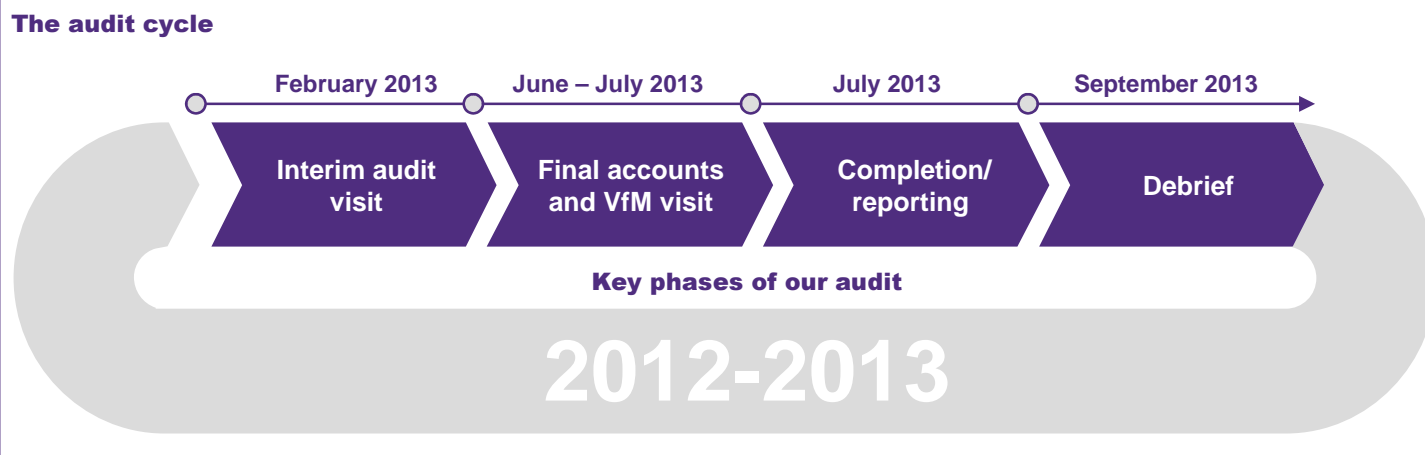 The audit cycle
February 2013
June – July 2013
July 2013
September 2013
Interim audit
visit
Final accounts
and VfM visit
Completion/
reporting
Debrief
Key phases of our audit
2012-2013